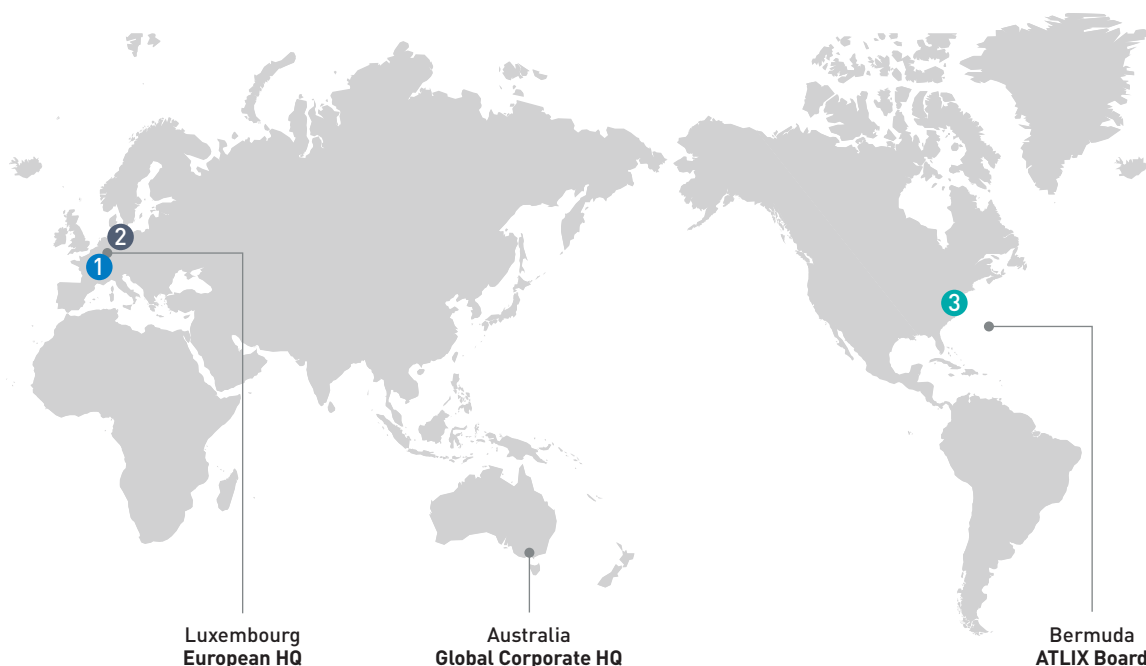 2
1
3
Luxembourg
European HQ
Australia
Global Corporate HQ
Bermuda
ATLIX Board